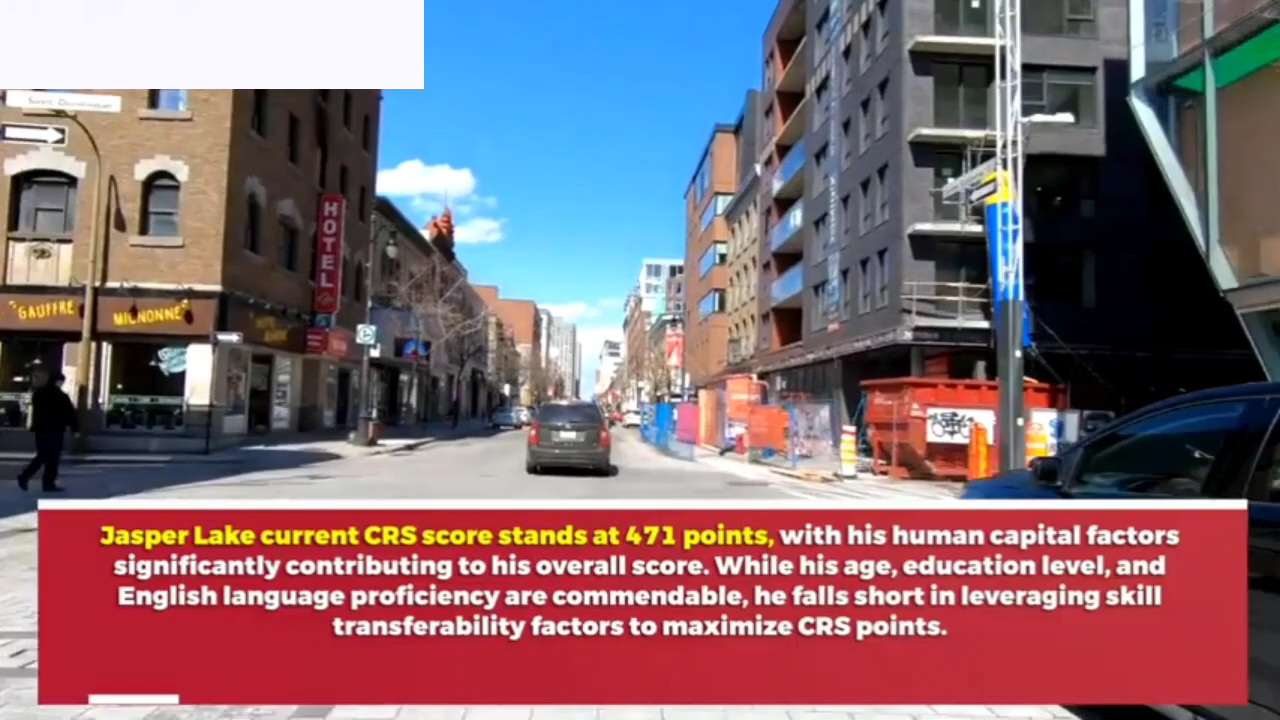 HOTEL
"GAUFFRE
MIGNONNE"
Jasper Lake current CRS score stands at 471 points, with his human capital factors
significantly contributing to his overall score. While his age, education level, and
English language proficiency are commendable, he falls short in leveraging skill
transferability factors to maximize CRS points.